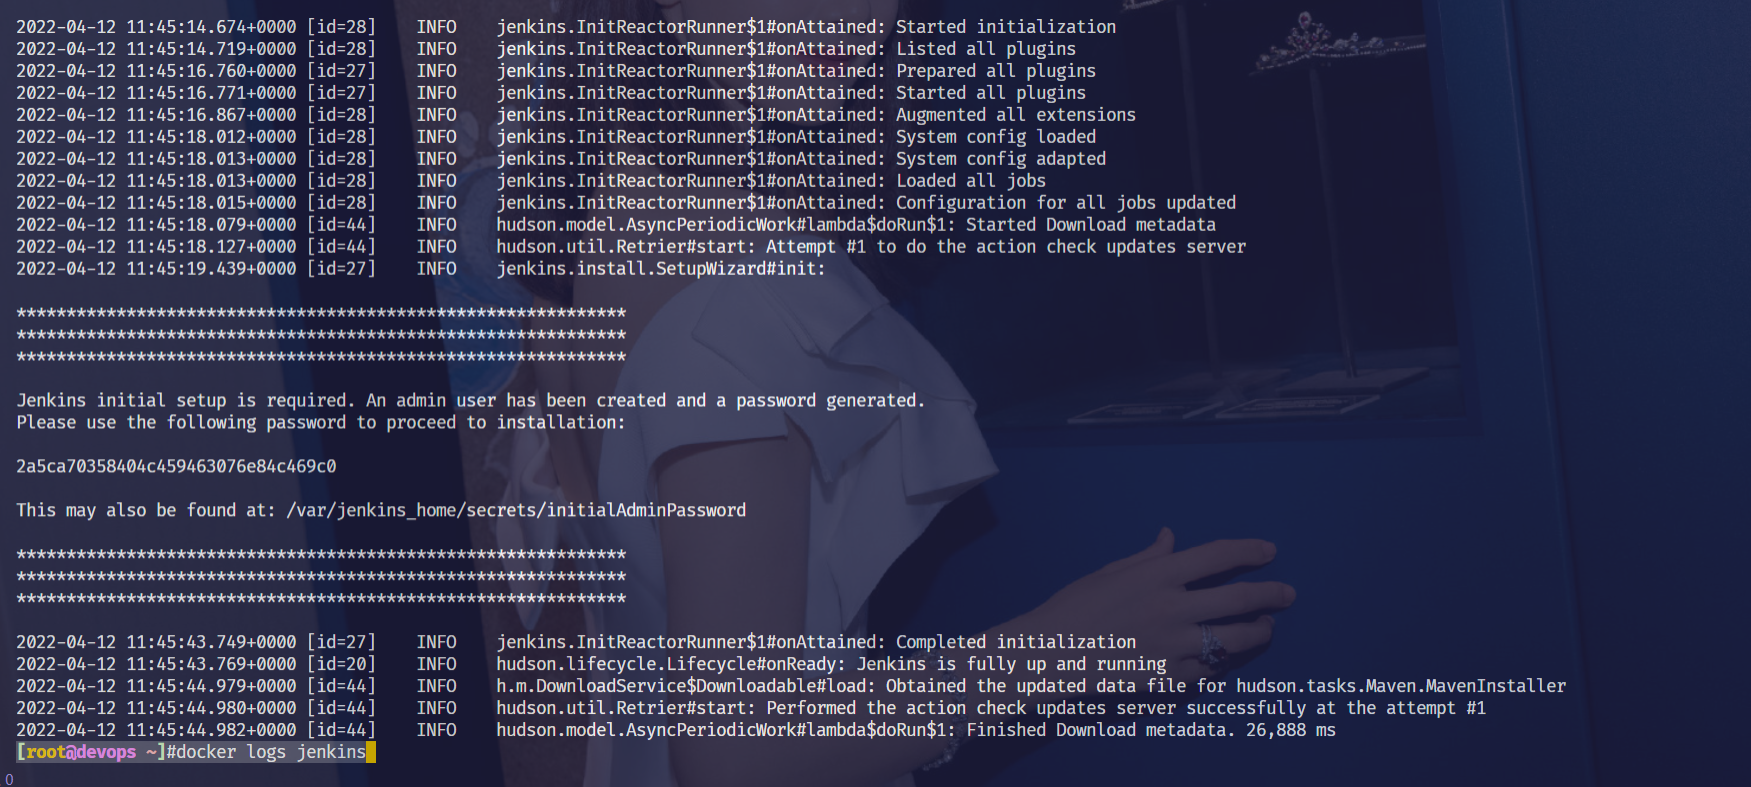 2022-04-12 11:45:14.674+0000 [id=28]    INFO    jenkins.InitReactorRunner$1#onAttained: Started initialization
2022-04-12 11:45:14.719+0000 [id=28]    INFO    jenkins.InitReactorRunner$1#onAttained: Listed all plugins
2022-04-12 11:45:16.760+0000 [id=27]    INFO    jenkins.InitReactorRunner$1#onAttained: Prepared all plugins
2022-04-12 11:45:16.771+0000 [id=27]    INFO    jenkins.InitReactorRunner$1#onAttained: Started all plugins
2022-04-12 11:45:16.867+0000 [id=28]    INFO    jenkins.InitReactorRunner$1#onAttained: Augmented all extensions
2022-04-12 11:45:18.012+0000 [id=28]    INFO    jenkins.InitReactorRunner$1#onAttained: System config loaded
2022-04-12 11:45:18.013+0000 [id=28]    INFO    jenkins.InitReactorRunner$1#onAttained: System config adapted
2022-04-12 11:45:18.013+0000 [id=28]    INFO    jenkins.InitReactorRunner$1#onAttained: Loaded all jobs
2022-04-12 11:45:18.015+0000 [id=28]    INFO    jenkins.InitReactorRunner$1#onAttained: Configuration for all jobs updated
2022-04-12 11:45:18.079+0000 [id=44]    INFO    hudson.model.AsyncPeriodicWork#lambda$doRun$1: Started Download metadata
2022-04-12 11:45:18.127+0000 [id=44]    INFO    hudson.util.Retrier#start: Attempt #1 to do the action check updates server
2022-04-12 11:45:19.439+0000 [id=27]    INFO    jenkins.install.SetupWizard#init:
*************************************************************
*************************************************************
*************************************************************
Jenkins initial setup is required. An admin user has been created and a password generated.
Please use the following password to proceed to installation:
2a5ca70358404c459463076e84c469c0
This may also be found at: /var/jenkins_home/secrets/initialAdminPassword
*************************************************************
*************************************************************
*************************************************************
2022-04-12 11:45:43.749+0000 [id=27]    INFO    jenkins.InitReactorRunner$1#onAttained: Completed initialization
2022-04-12 11:45:43.769+0000 [id=20]    INFO    hudson.lifecycle.Lifecycle#onReady: Jenkins is fully up and running
2022-04-12 11:45:44.979+0000 [id=44]    INFO    h.m.DownloadService$Downloadable#load: Obtained the updated data file for hudson.tasks.Maven.MavenInstaller
2022-04-12 11:45:44.980+0000 [id=44]    INFO    hudson.util.Retrier#start: Performed the action check updates server successfully at the attempt #1
2022-04-12 11:45:44.982+0000 [id=44]    INFO    hudson.model.AsyncPeriodicWork#lambda$doRun$1: Finished Download metadata. 26,888 ms
[root@devops ~]#docker logs jenkins
0